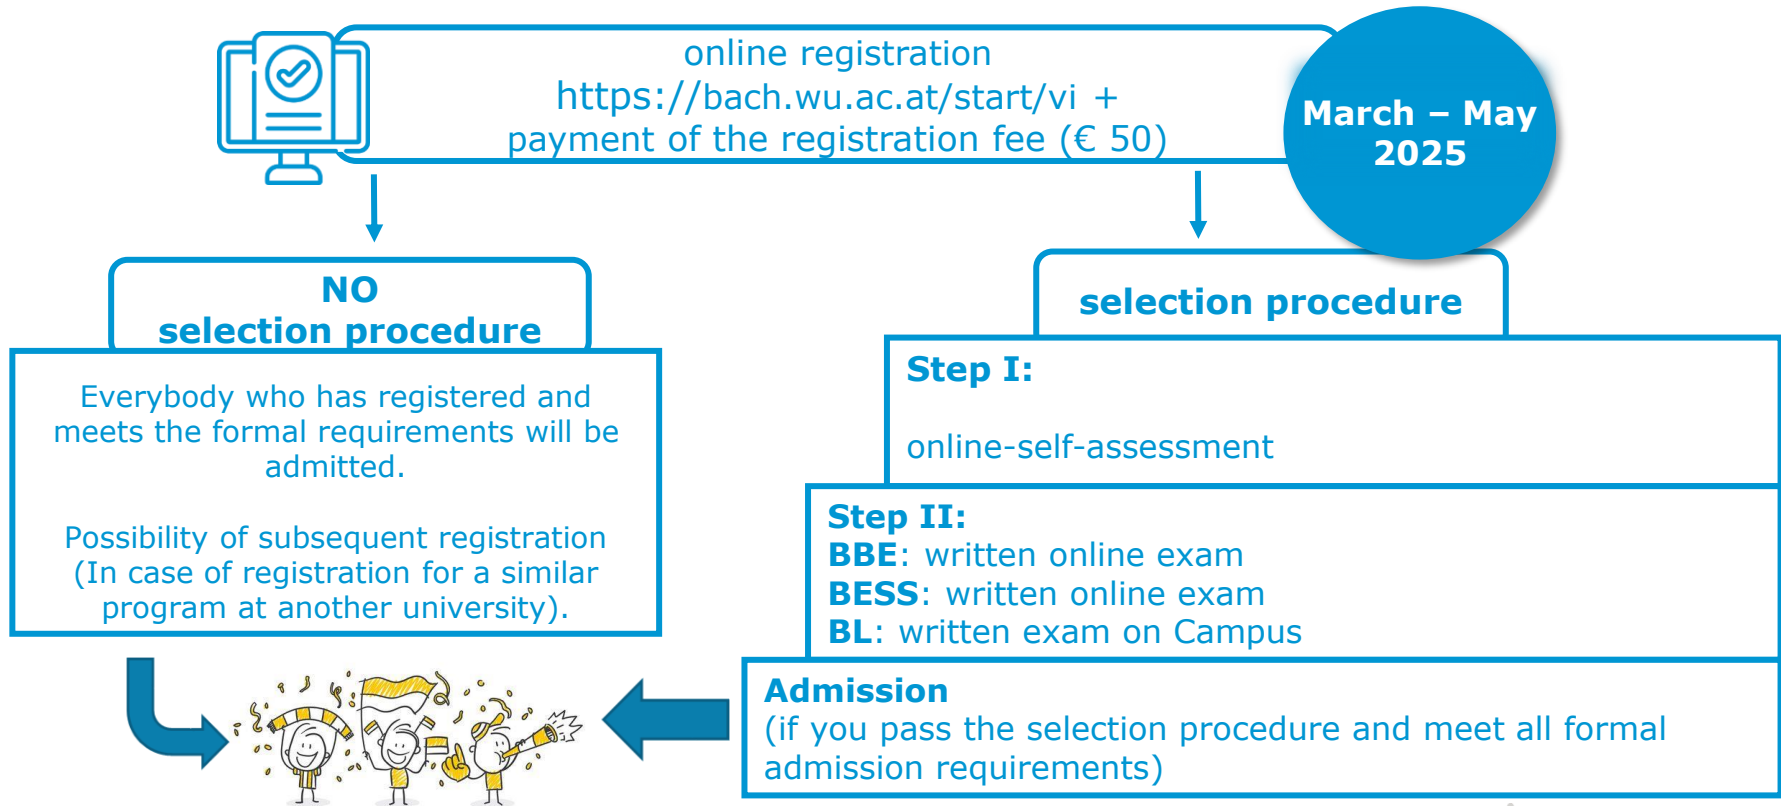 online registration
https://bach.wu.ac.at/start/vi +
payment of the registration fee (€ 50)
March – May
2025
NO
selection procedure
Everybody who has registered and
meets the formal requirements will be
admitted.
Possibility of subsequent registration
(In case of registration for a similar
program at another university).
selection procedure
Step I:
online-self-assessment
Step II:
BBE: written online exam
BESS: written online exam
BL: written exam on Campus
Admission
(if you pass the selection procedure and meet all formal
admission requirements)